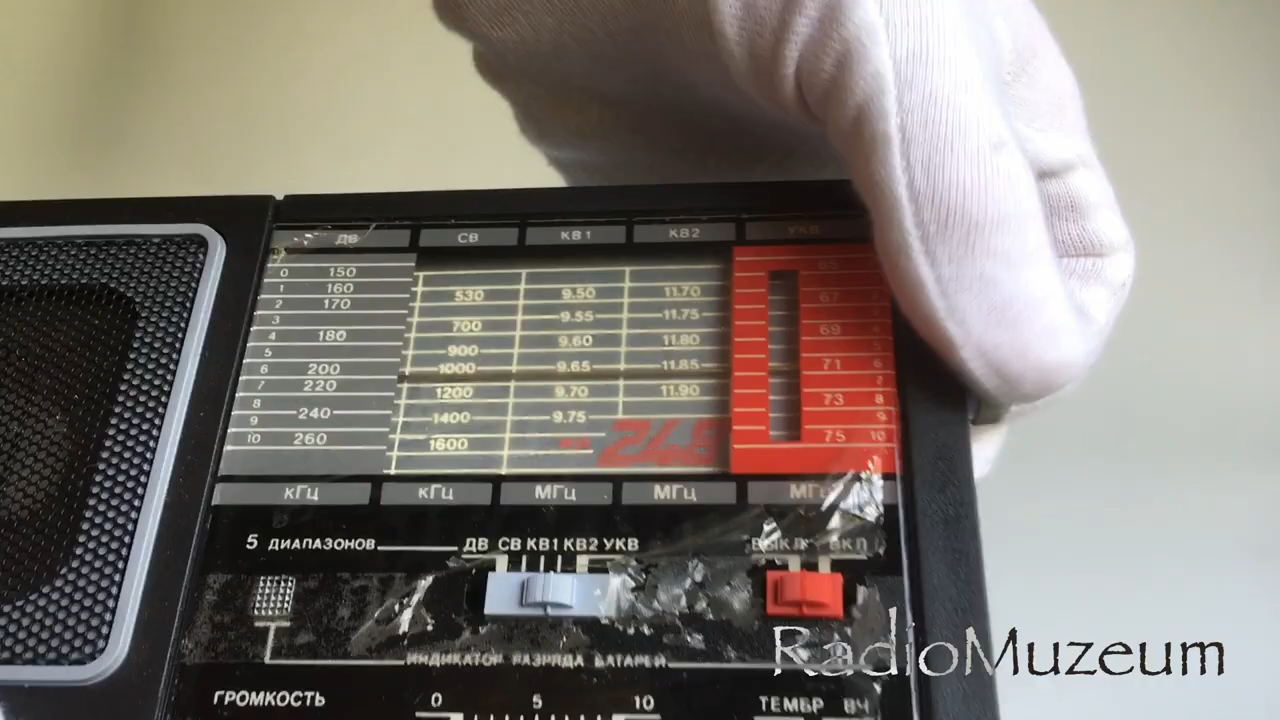 ДВ СВ КВ1 КВ2 УКВ
65
0 150
1 160 530 9.50 11.70 67
2 170
3 9.55 11.75
4 180 700 9.60 11.80 69
5 900
6 200 1000 9.65 11.85 71 6
7 220
8 1200 9.70 11.90 73 8
9 240 1400 9.75 9
10 260 1600 75 10
кГц кГц МГц МГц МГц
5 ДИАПАЗОНОВ ДВ СВ КВ1 КВ2 УКВ ВЫКЛ ВКЛ
ИНДИКАТОР РАЗРЯДА БАТАРЕЙ
RadioMuzeum
ГРОМКОСТЬ 0 5 10 ТЕМБР ВЧ